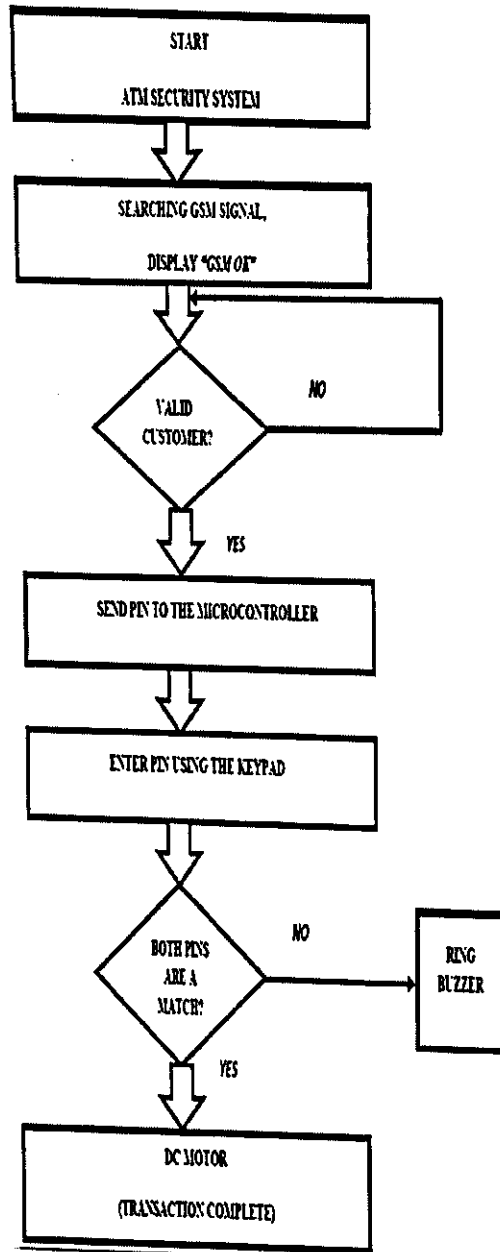 START
ATM SECURITY SYSTEM
SEARCHING GSM SIGNAL,
DISPLAY "GSM OK"
NO
VALID
CUSTOMER?
YES
SEND PIN TO THE MICROCONTROLLER
ENTER PIN USING THE KEYPAD
NO
BOTH PINS
ARE A
MATCH?
RING
BUZZER
YES
DC MOTOR
(TRANSACTION COMPLETE)